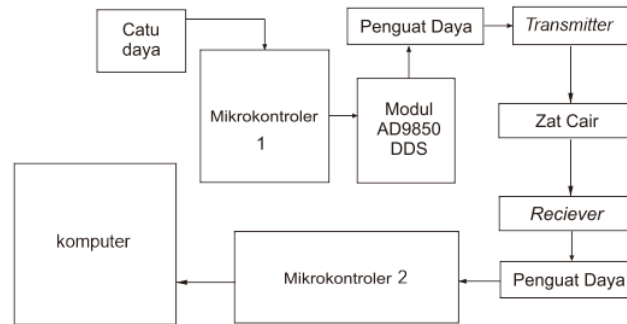 Catu
daya
Mikrokontroler
1
Modul
AD9850
DDS
Penguat Daya
Transmitter
Zat Cair
Reciever
Penguat Daya
Mikrokontroler 2
komputer